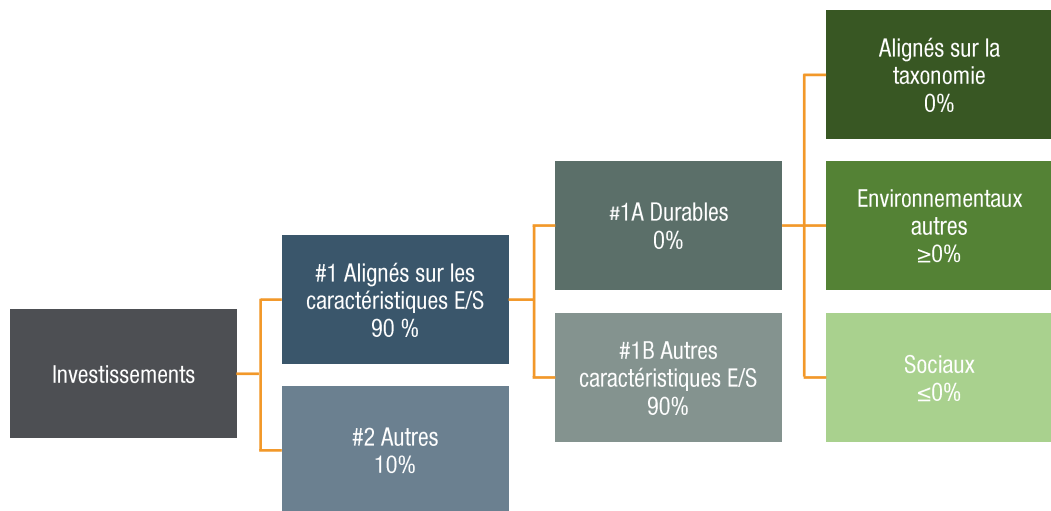 Investissements
#1 Alignés sur les
caractéristiques E/S
90 %
#2 Autres
10%
#1A Durables
0%
#1B Autres
caractéristiques E/S
90%
Alignés sur la
taxonomie
0%
Environnementaux
autres
≥0%
Sociaux
≤0%